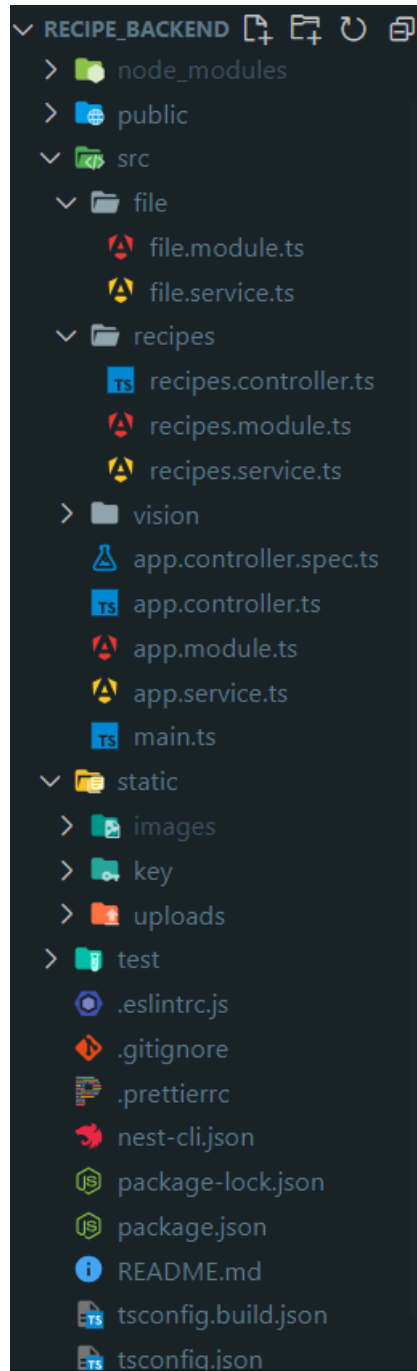 RECIPE_BACKEND
node_modules
public
src
file
file.module.ts
file.service.ts
recipes
recipes.controller.ts
recipes.module.ts
recipes.service.ts
vision
app.controller.spec.ts
app.controller.ts
app.module.ts
app.service.ts
main.ts
static
images
key
uploads
test
.eslintrc.js
.gitignore
.prettierrc
nest-cli.json
package-lock.json
package.json
README.md
tsconfig.build.json
tsconfig.json